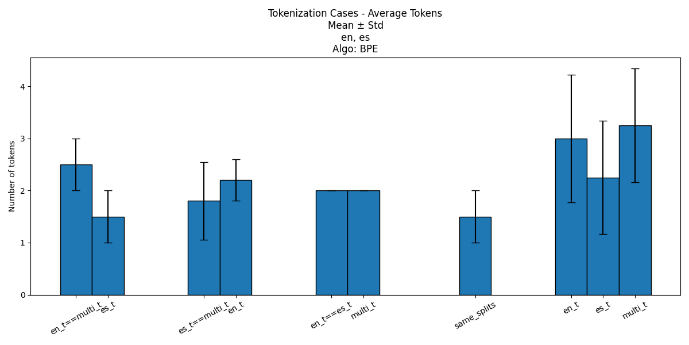 Tokenization Cases - Average Tokens
Mean ± Std
en, es
Algo: BPE
Number of tokens
4
3
2
1
0
en_t==multi_t
es_t
es_t==multi_t
en_t
en_t==es_t
multi_t
same_splits
en_t
es_t
multi_t